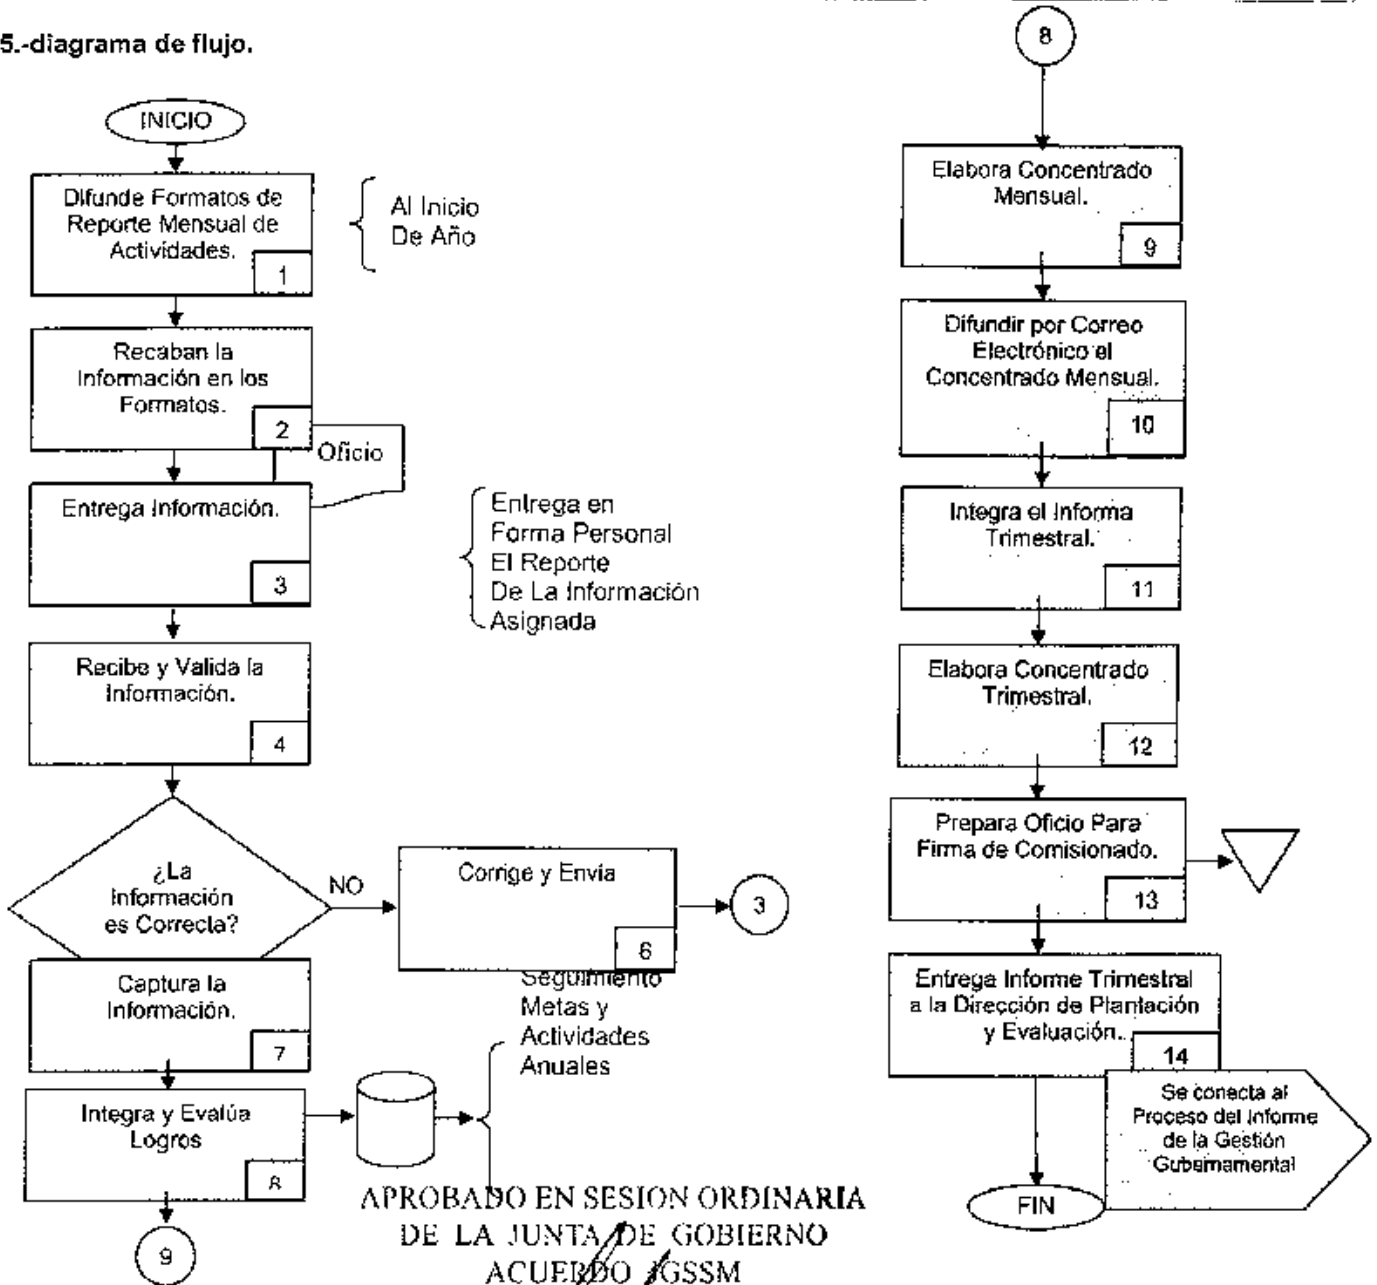 5.-diagrama de flujo.
INICIO
Difunde Formatos de
Reporte Mensual de
Actividades.
1
Al Inicio
De Año
Recaban la
Información en los
Formatos.
2
Oficio
Entrega Información.
3
Entrega en
Forma Personal
El Reporte
De La Información
Asignada
Recibe y Valida la
Información.
4
¿La
Información
es Correcta?
NO
Corrige y Envía
6
3
Captura la
Información.
7
Seguimiento
Metas y
Actividades
Anuales
Integra y Evalúa
Logros
8
9
8
Elabora Concentrado
Mensual.
9
Difundir por Correo
Electrónico el
Concentrado Mensual.
10
Integra el Informa
Trimestral.
11
Elabora Concentrado
Trimestral.
12
Prepara Oficio Para
Firma de Comisionado.
13
Entrega Informe Trimestral
a la Dirección de Plantación
y Evaluación.
14
Se conecta al
Proceso del Informe
de la Gestión
Gubernamental
FIN
APROBADO EN SESION ORDINARIA
DE LA JUNTA DE GOBIERNO
ACUERDO JGSSM